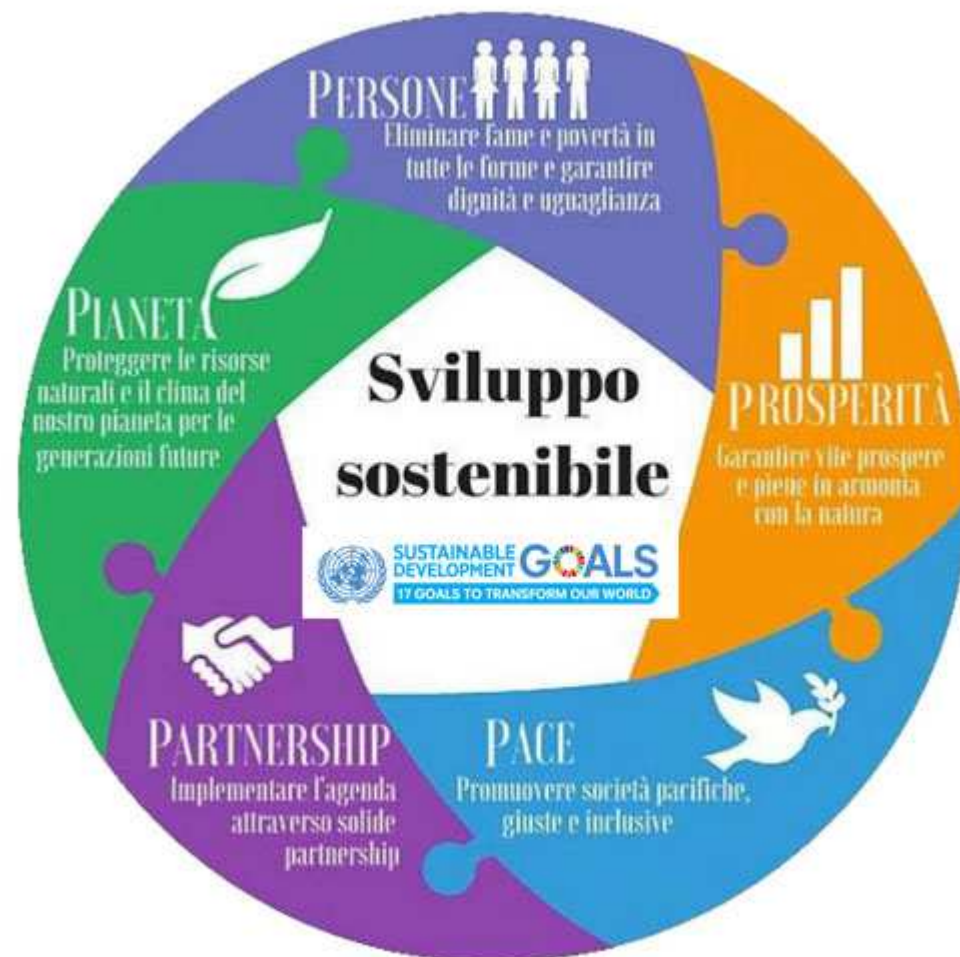 PERSONE
Eliminare fame e povertà in
tutte le forme e garantire
dignità e uguaglianza
PROSPERITÀ
Garantire vite prospere
e piene in armonia
con la natura
PACE
Promuovere società pacifiche,
giuste e inclusive
PARTNERSHIP
Implementare l'agenda
attraverso solide
partnership
PIANETA
Proteggere le risorse
naturali e il clima del
nostro pianeta per le
generazioni future
Sviluppo
sostenibile
SUSTAINABLE
DEVELOPMENT GOALS
17 GOALS TO TRANSFORM OUR WORLD